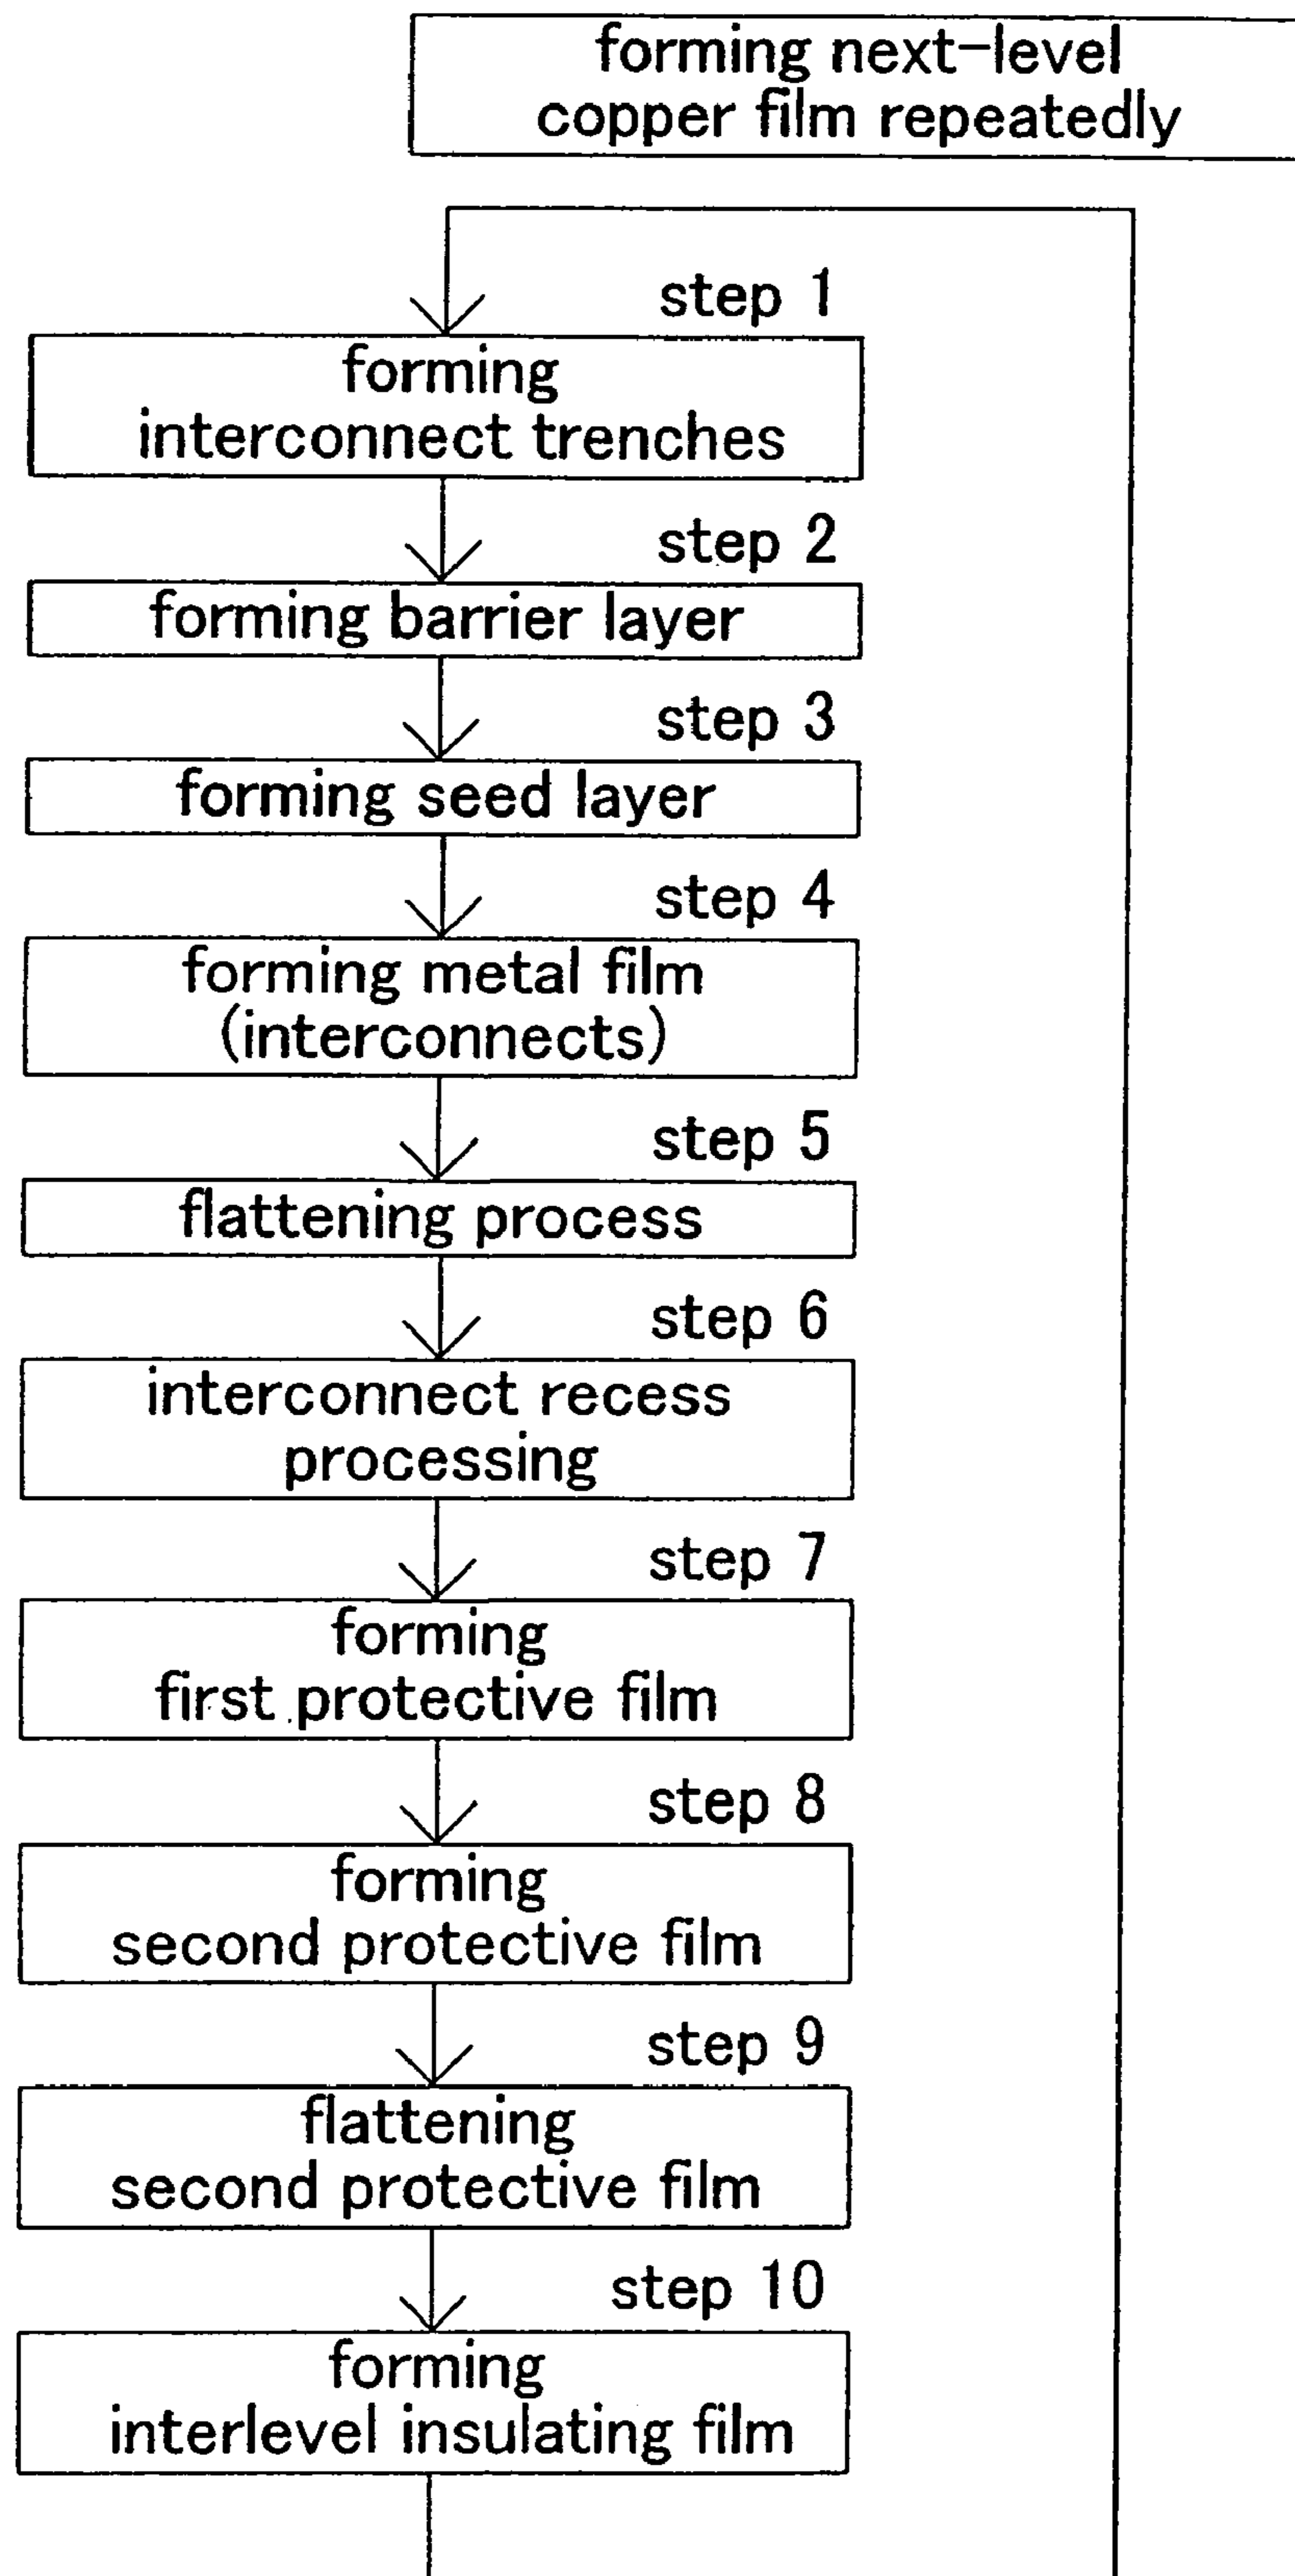 forming next-level
copper film repeatedly
step 1
forming
interconnect trenches
step 2
forming barrier layer
step 3
forming seed layer
step 4
forming metal film
(interconnects)
step 5
flattening process
step 6
interconnect recess
processing
step 7
forming
first protective film
step 8
forming
second protective film
step 9
flattening
second protective film
step 10
forming
interlevel insulating film